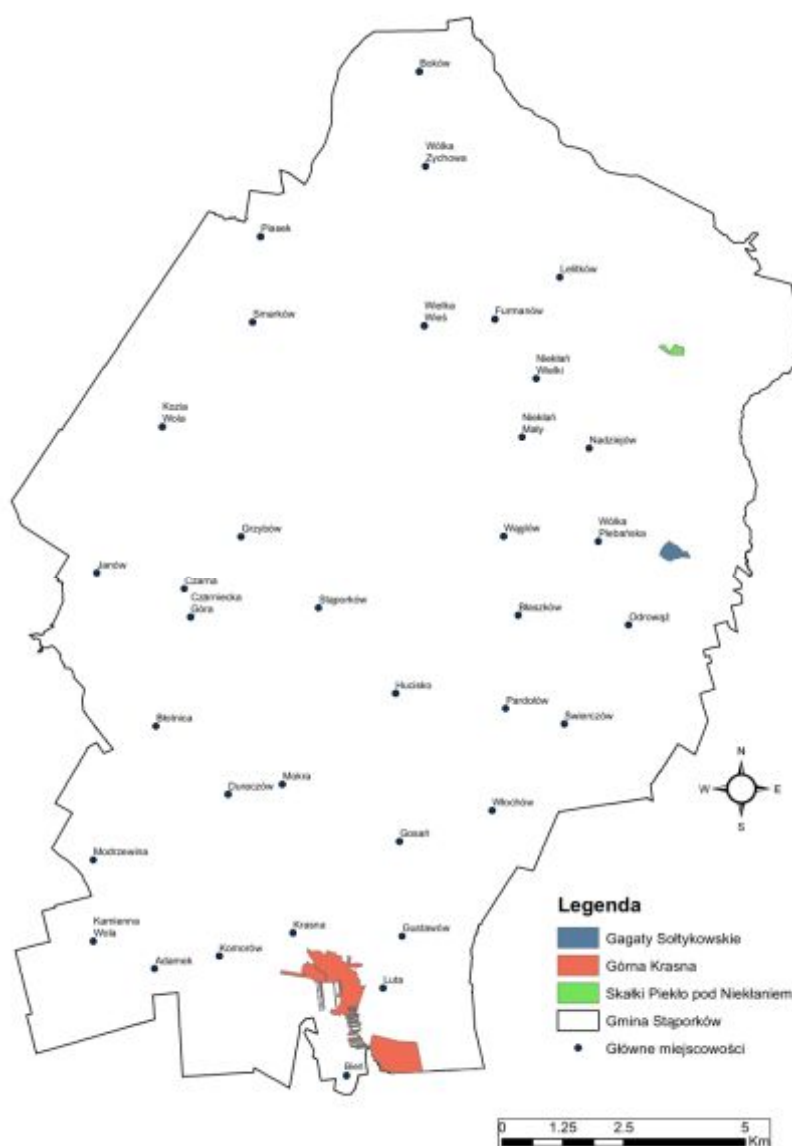 Boków
Wólka
Zychowa
Piasek
Lelitków
Smarków
Wielka
Wieś
Furmanów
Niekłań
Wielki
Kozia
Wola
Niekłań
Mały
Nadziejów
Grzybów
Wąglów
Wólka
Plebańska
Janów
Czarna
Czarniecka
Góra
Stąporków
Błaszków
Odrowąż
Hucisko
Pardołów
Świerczów
Błotnica
N
W
E
S
Duraczów
Mokra
Włochów
Gosań
Modrzewina
Legenda
Kamienna
Wola
Krasna
Gustawów
Gagaty Sołtykowskie
Adamek
Komorów
Górna Krasna
Luta
Skałki Piekło pod Niekłaniem
Gmina Stąporków
Główne miejscowości
Bień
0 1.25 2.5 5
Km